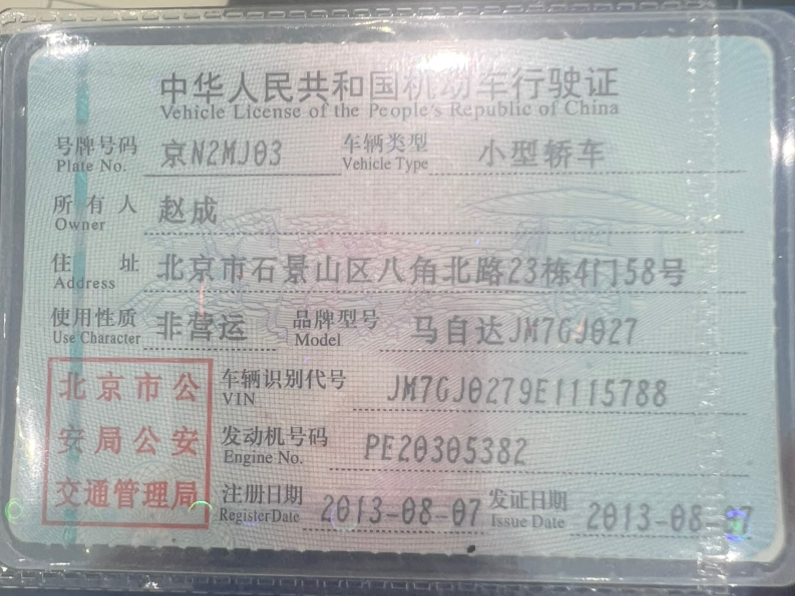 中华人民共和国机动车行驶证
Vehicle License of the People's Republic of China
号牌号码 京N2MJ03 车辆类型 小型轿车
Plate No. Vehicle Type
所有人 赵成
Owner
住址 北京市石景山区八角北路23栋4门158号
Address
使用性质 非营运 品牌型号 马自达JM7GJ027
Use Character Model
北京市公 车辆识别代号 JM7GJ0279E1115788
VIN
安局公安 发动机号码 PE20305382
Engine No.
交通管理局 注册日期 2013-08-07 发证日期 2013-08-07
Register Date Issue Date